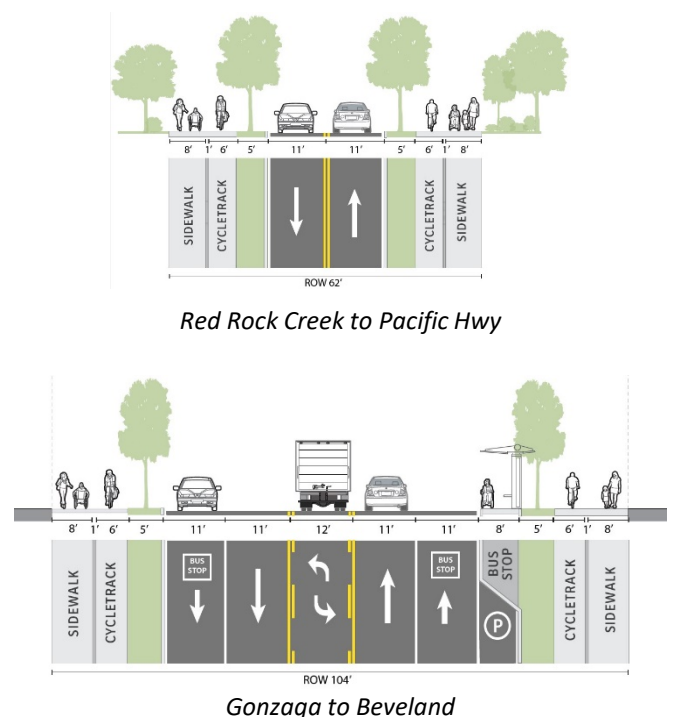 8' 1' 6' 5' 11' 11' 5' 6' 1' 8'
SIDEWALK
CYCLETRACK
CYCLETRACK
SIDEWALK
ROW 62'
Red Rock Creek to Pacific Hwy
8' 1' 6' 5' 11' 11' 12' 11' 11' 8' 5' 6' 1' 8'
SIDEWALK
CYCLETRACK
BUS
STOP
BUS
STOP
BUS
STOP
P
CYCLETRACK
SIDEWALK
ROW 104'
Gonzaga to Beveland